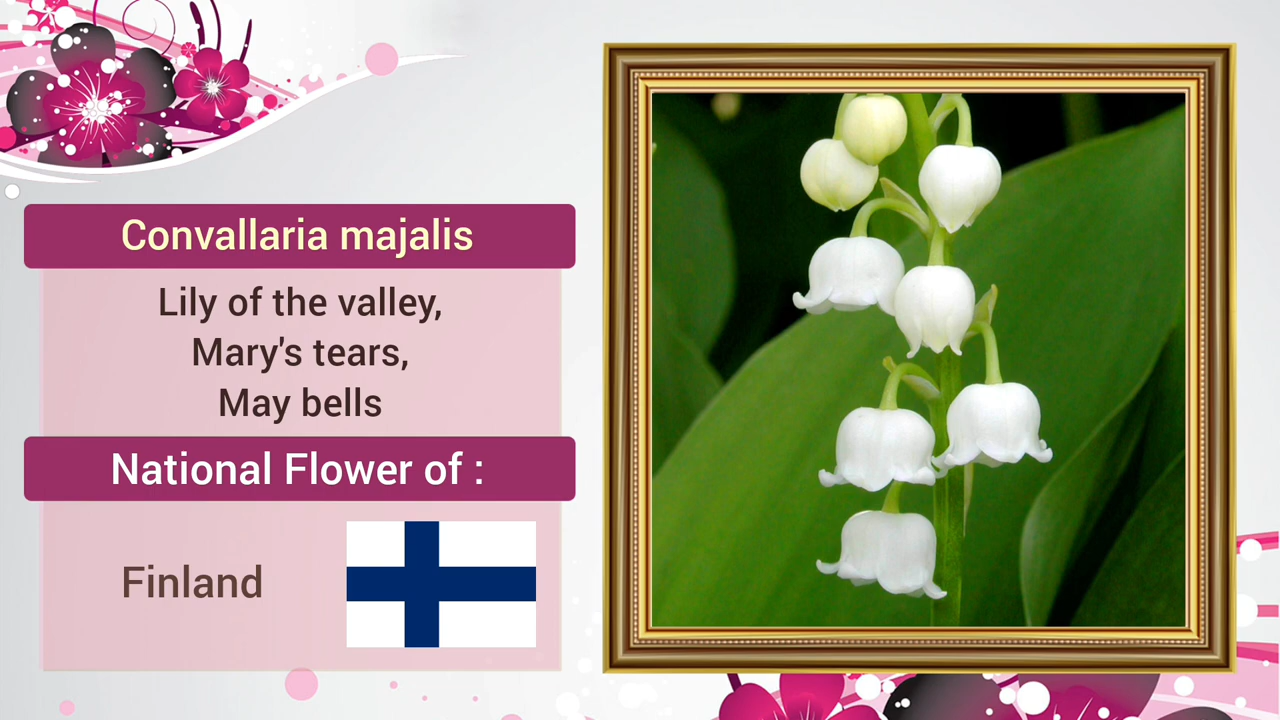 Convallaria majalis
Lily of the valley,
Mary's tears,
May bells
National Flower of :
Finland